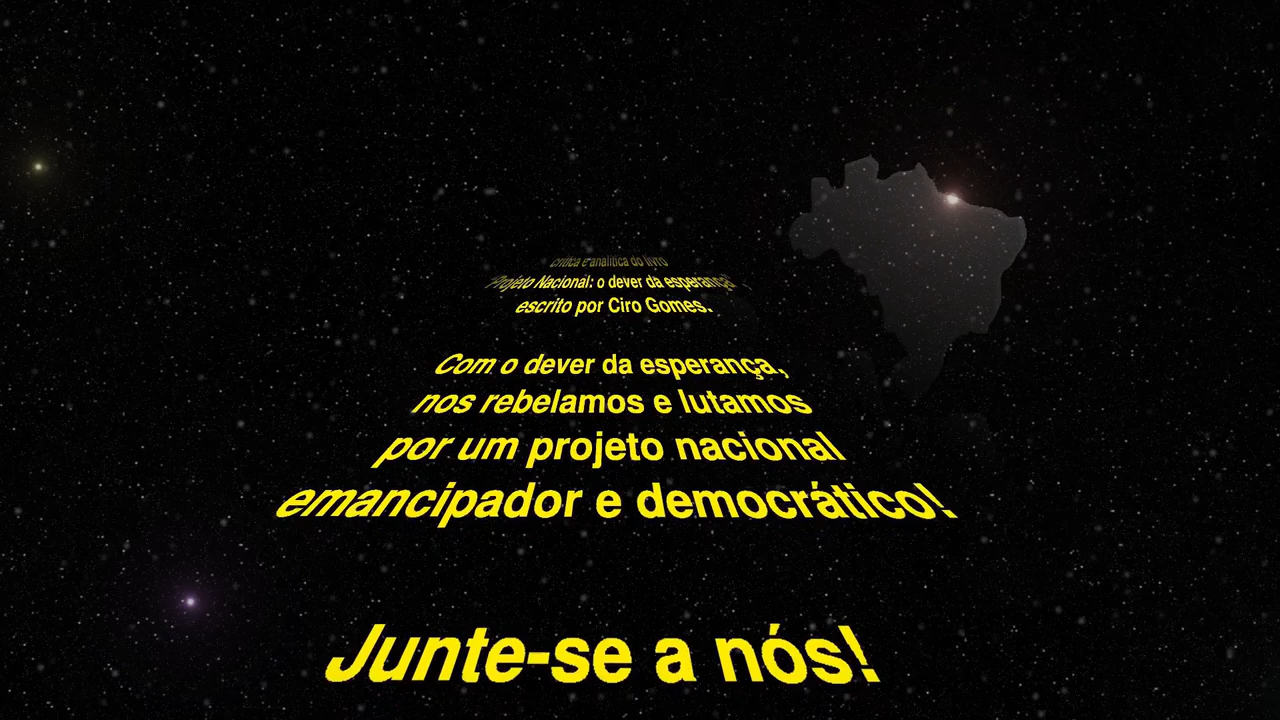 crítica e analítica do livro
"Projeto Nacional: o dever da esperança"
escrito por Ciro Gomes.
Com o dever da esperança,
nos rebelamos e lutamos
por um projeto nacional
emancipador e democrático!
Junte-se a nós!